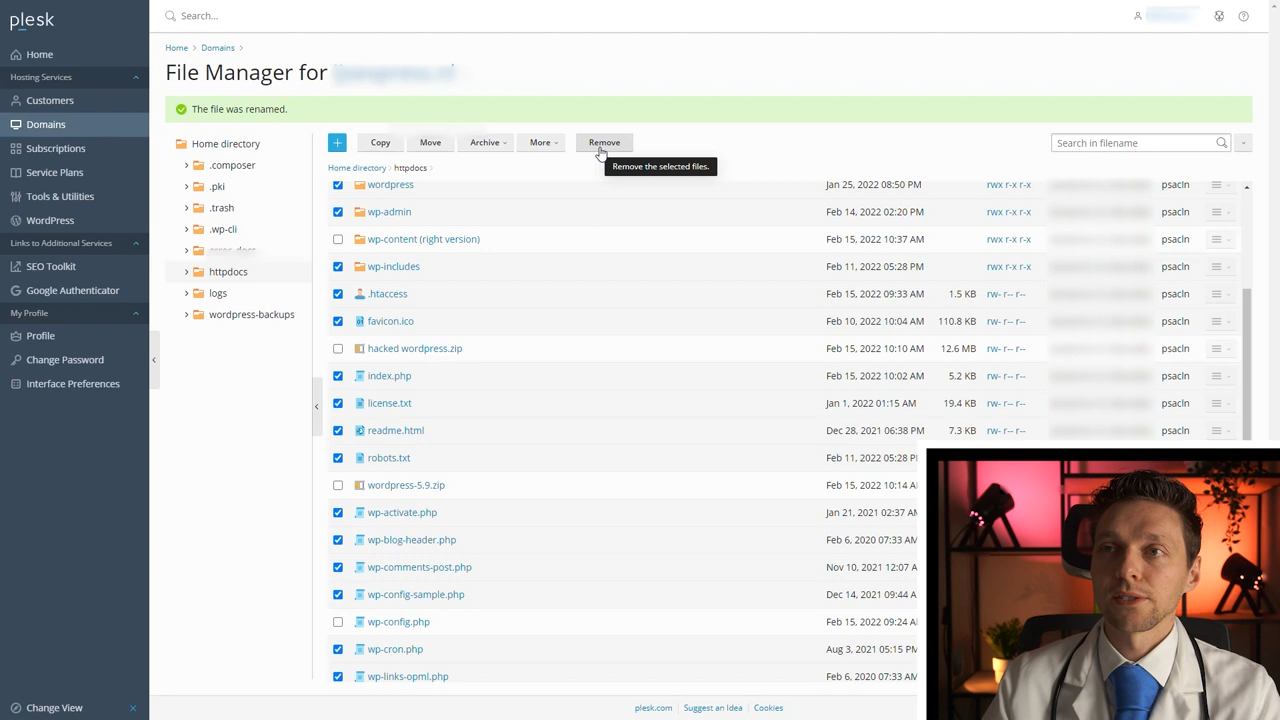 plesk
Search...
Home
Hosting Services
Customers
Domains
Subscriptions
Service Plans
Tools & Utilities
WordPress
Links to Additional Services
SEO Toolkit
Google Authenticator
My Profile
Profile
Change Password
Interface Preferences
Change View
Home > Domains >
File Manager for
The file was renamed.
Home directory
.composer
.pki
.trash
.wp-cli
error_docs
httpdocs
logs
wordpress-backups
+ Copy Move Archive More Remove
Search in filename
Remove the selected files.
Home directory > httpdocs >
wordpress Jan 25, 2022 08:50 PM rwx r-x r-x psacln
wp-admin Feb 14, 2022 02:20 PM rwx r-x r-x psacln
wp-content (right version) Feb 15, 2022 10:37 AM rwx r-x r-x psacln
wp-includes Feb 11, 2022 05:28 PM rwx r-x r-x psacln
.htaccess Feb 15, 2022 09:33 AM 1.5 KB rw- r-- r-- psacln
favicon.ico Feb 10, 2022 10:04 AM 110.8 KB rw- r-- r-- psacln
hacked wordpress.zip Feb 15, 2022 10:10 AM 12.6 MB rw- r-- r-- psacln
index.php Feb 15, 2022 10:02 AM 5.2 KB rw- r-- r-- psacln
license.txt Jan 1, 2022 01:15 AM 19.4 KB rw- r-- r-- psacln
readme.html Dec 28, 2021 06:38 PM 7.3 KB rw- r-- r-- psacln
robots.txt Feb 11, 2022 05:28 P
wordpress-5.9.zip Feb 15, 2022 10:14 A
wp-activate.php Jan 21, 2021 02:37 A
wp-blog-header.php Feb 6, 2020 07:33 A
wp-comments-post.php Nov 10, 2021 12:07 A
wp-config-sample.php Dec 14, 2021 09:44 A
wp-config.php Feb 15, 2022 09:24 A
wp-cron.php Aug 3, 2021 05:15 P
wp-links-opml.php Feb 6, 2020 07:33 A
plesk.com Suggest an Idea Cookies